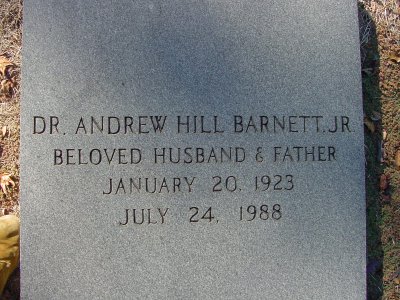 DR. ANDREW HILL BARNETT, JR.
BELOVED HUSBAND & FATHER
JANUARY 20, 1923
JULY 24, 1988